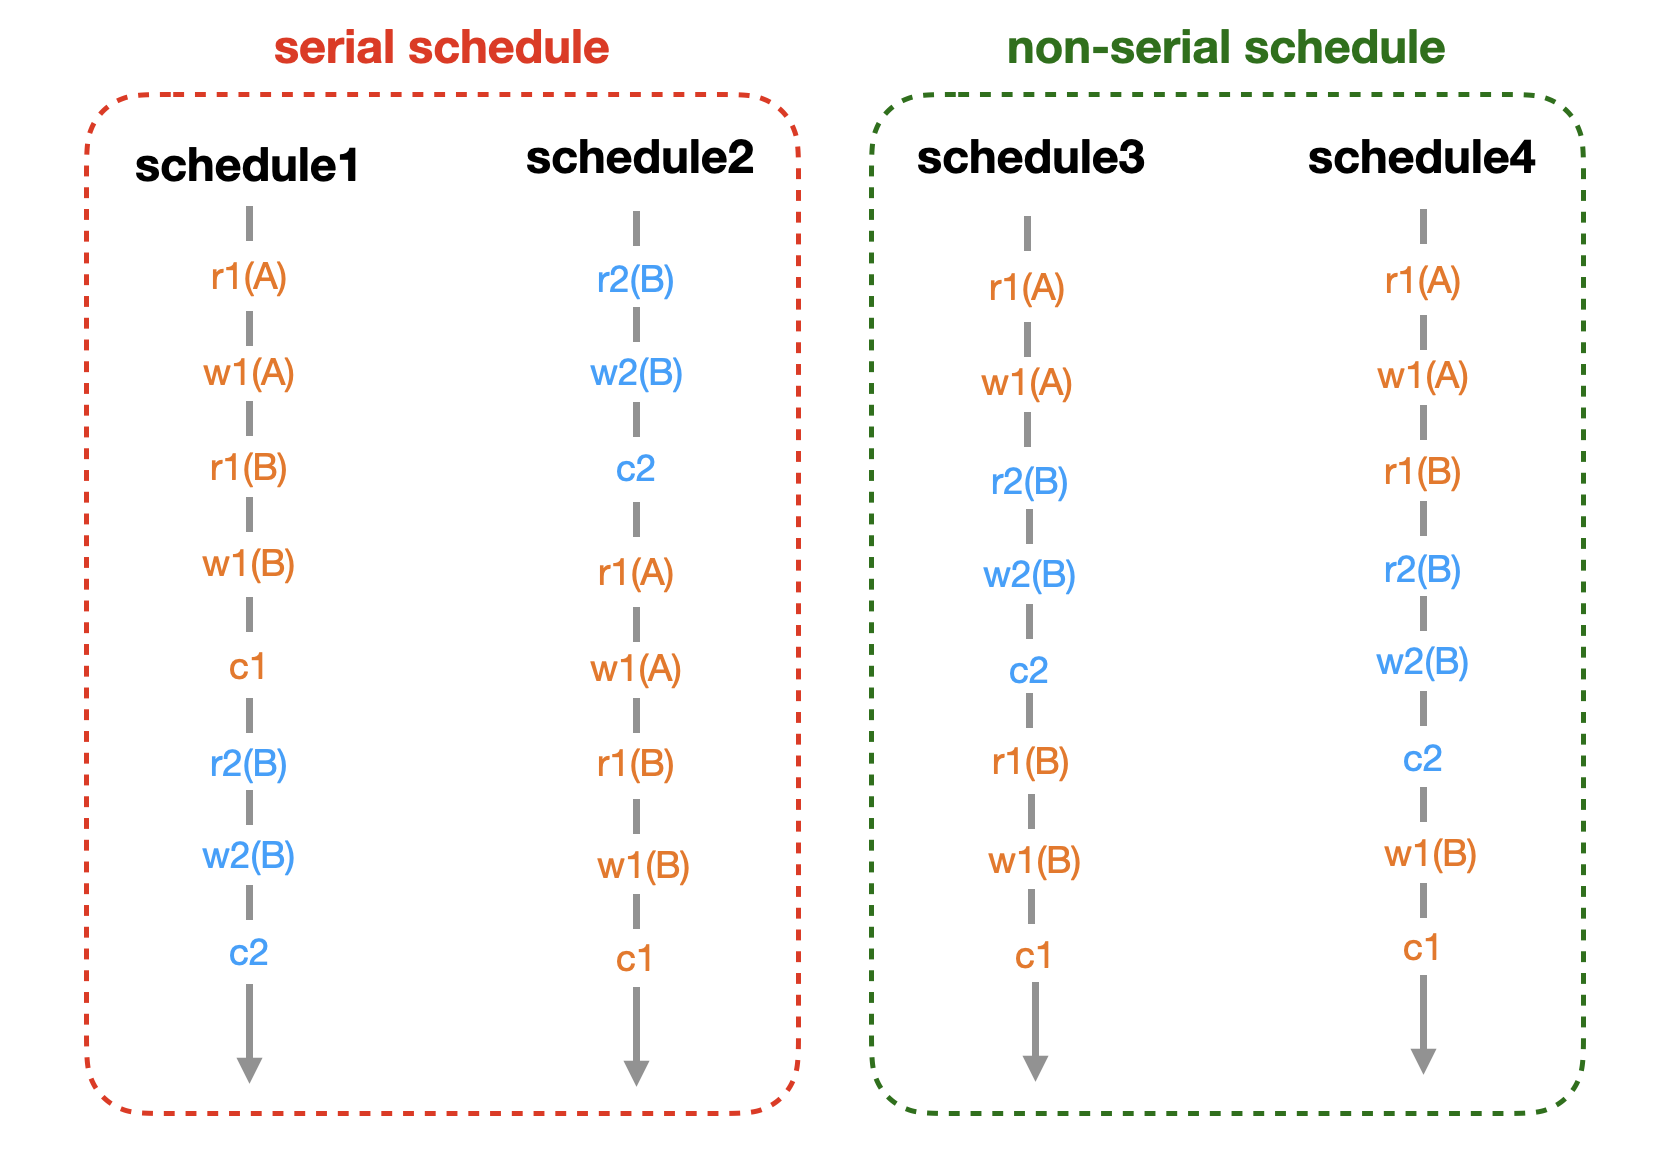 serial schedule
schedule1
r1(A)
w1(A)
r1(B)
w1(B)
c1
r2(B)
w2(B)
c2
schedule2
r2(B)
w2(B)
c2
r1(A)
w1(A)
r1(B)
w1(B)
c1
non-serial schedule
schedule3
r1(A)
w1(A)
r2(B)
w2(B)
c2
r1(B)
w1(B)
c1
schedule4
r1(A)
w1(A)
r1(B)
r2(B)
w2(B)
c2
w1(B)
c1